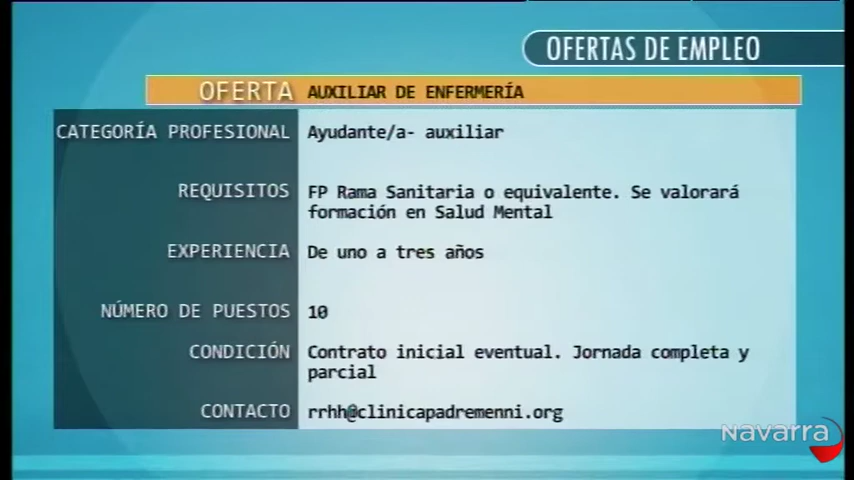 OFERTAS DE EMPLEO
OFERTA AUXILIAR DE ENFERMERÍA
CATEGORÍA PROFESIONAL Ayudante/a- auxiliar
REQUISITOS FP Rama Sanitaria o equivalente. Se valorará
formación en Salud Mental
EXPERIENCIA De uno a tres años
NÚMERO DE PUESTOS 10
CONDICIÓN Contrato inicial eventual. Jornada completa y
parcial
CONTACTO rrhh@clinicapadremenni.org
Navarra